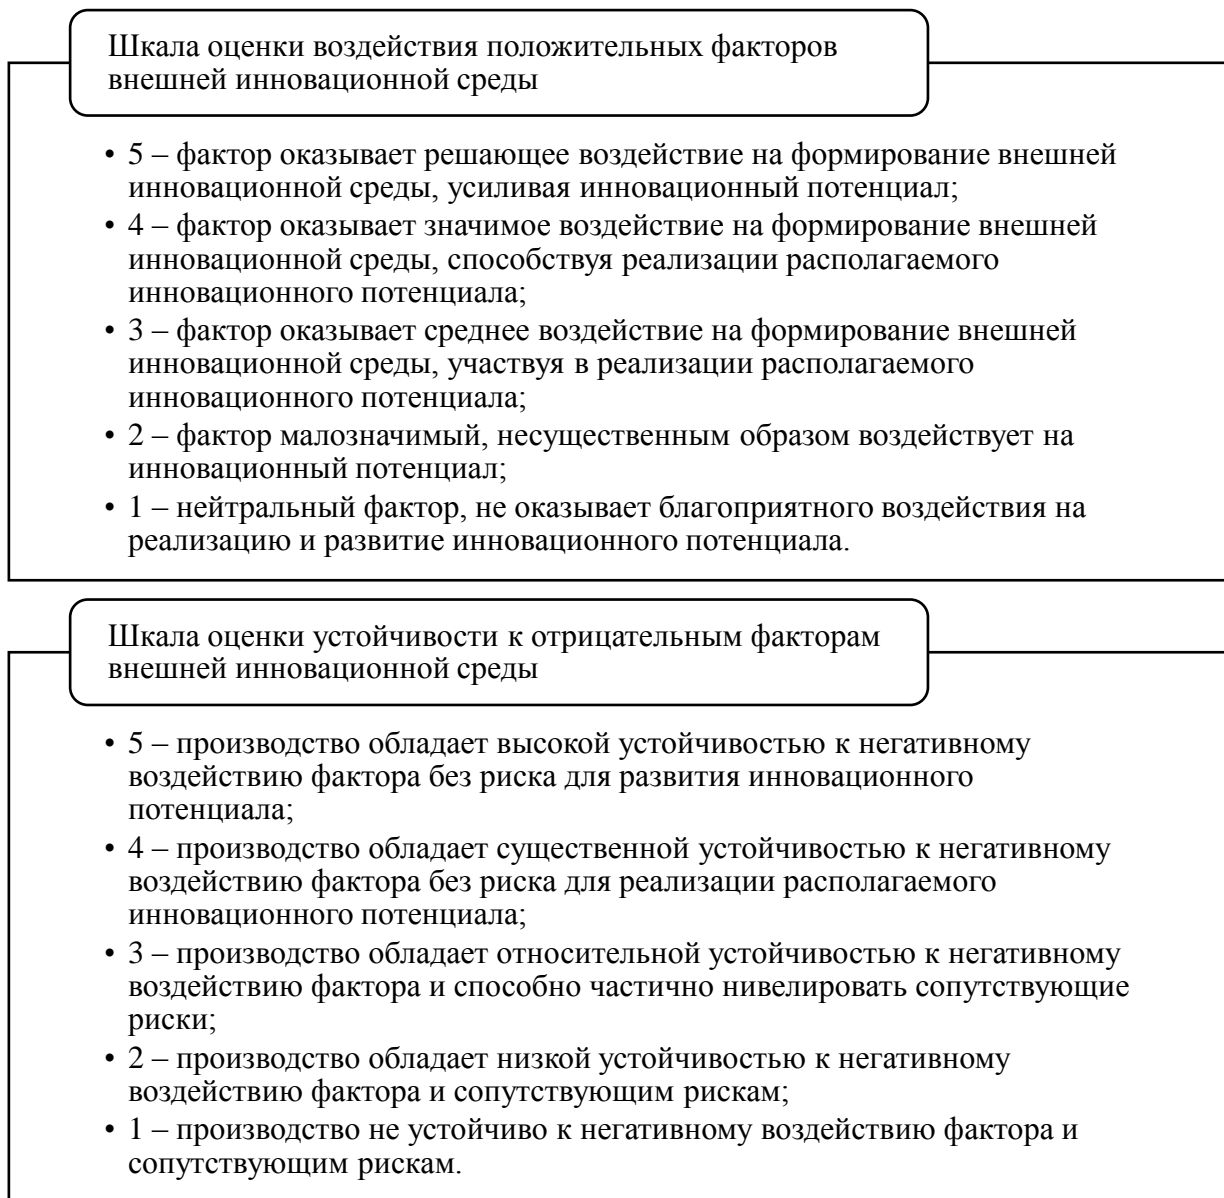 Шкала оценки воздействия положительных факторов
внешней инновационной среды
• 5 – фактор оказывает решающее воздействие на формирование внешней
инновационной среды, усиливая инновационный потенциал;
• 4 – фактор оказывает значимое воздействие на формирование внешней
инновационной среды, способствуя реализации располагаемого
инновационного потенциала;
• 3 – фактор оказывает среднее воздействие на формирование внешней
инновационной среды, участвуя в реализации располагаемого
инновационного потенциала;
• 2 – фактор малозначимый, несущественным образом воздействует на
инновационный потенциал;
• 1 – нейтральный фактор, не оказывает благоприятного воздействия на
реализацию и развитие инновационного потенциала.
Шкала оценки устойчивости к отрицательным факторам
внешней инновационной среды
• 5 – производство обладает высокой устойчивостью к негативному
воздействию фактора без риска для развития инновационного
потенциала;
• 4 – производство обладает существенной устойчивостью к негативному
воздействию фактора без риска для реализации располагаемого
инновационного потенциала;
• 3 – производство обладает относительной устойчивостью к негативному
воздействию фактора и способно частично нивелировать сопутствующие
риски;
• 2 – производство обладает низкой устойчивостью к негативному
воздействию фактора и сопутствующим рискам;
• 1 – производство не устойчиво к негативному воздействию фактора и
сопутствующим рискам.